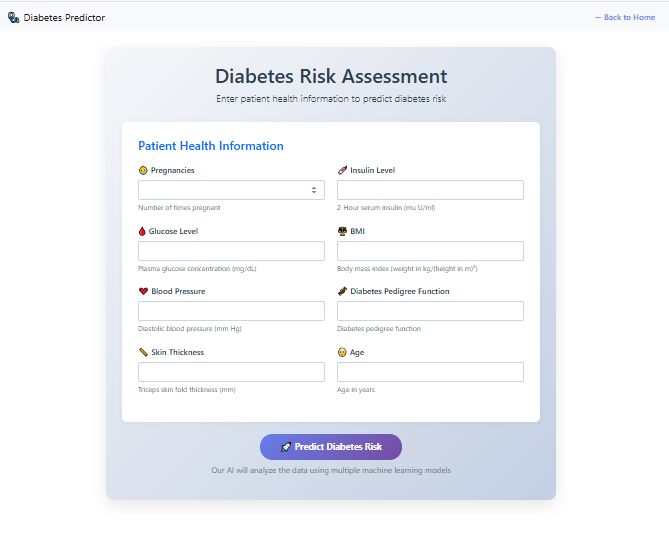 Diabetes Predictor
← Back to Home
Diabetes Risk Assessment
Enter patient health information to predict diabetes risk
Patient Health Information
Pregnancies
Number of times pregnant
Insulin Level
2-Hour serum insulin (mu U/ml)
Glucose Level
Plasma glucose concentration (mg/dL)
BMI
Body mass index (weight in kg/(height in m)²)
Blood Pressure
Diastolic blood pressure (mm Hg)
Diabetes Pedigree Function
Diabetes pedigree function
Skin Thickness
Triceps skin fold thickness (mm)
Age
Age in years
Predict Diabetes Risk
Our AI will analyze the data using multiple machine learning models